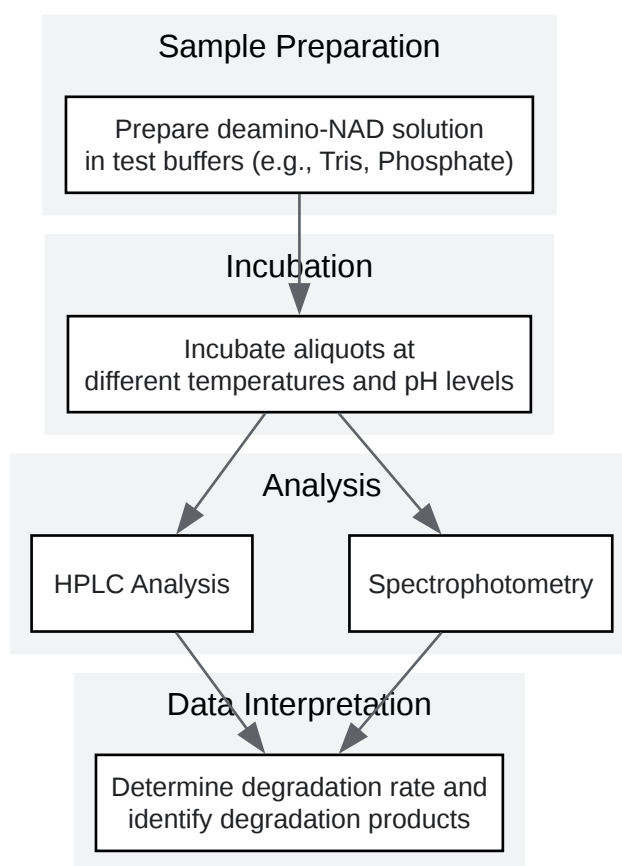 Sample Preparation
Prepare deamino-NAD solution
in test buffers (e.g., Tris, Phosphate)
Incubation
Incubate aliquots at
different temperatures and pH levels
Analysis
HPLC Analysis
Spectrophotometry
Data Interpretation
Determine degradation rate and
identify degradation products